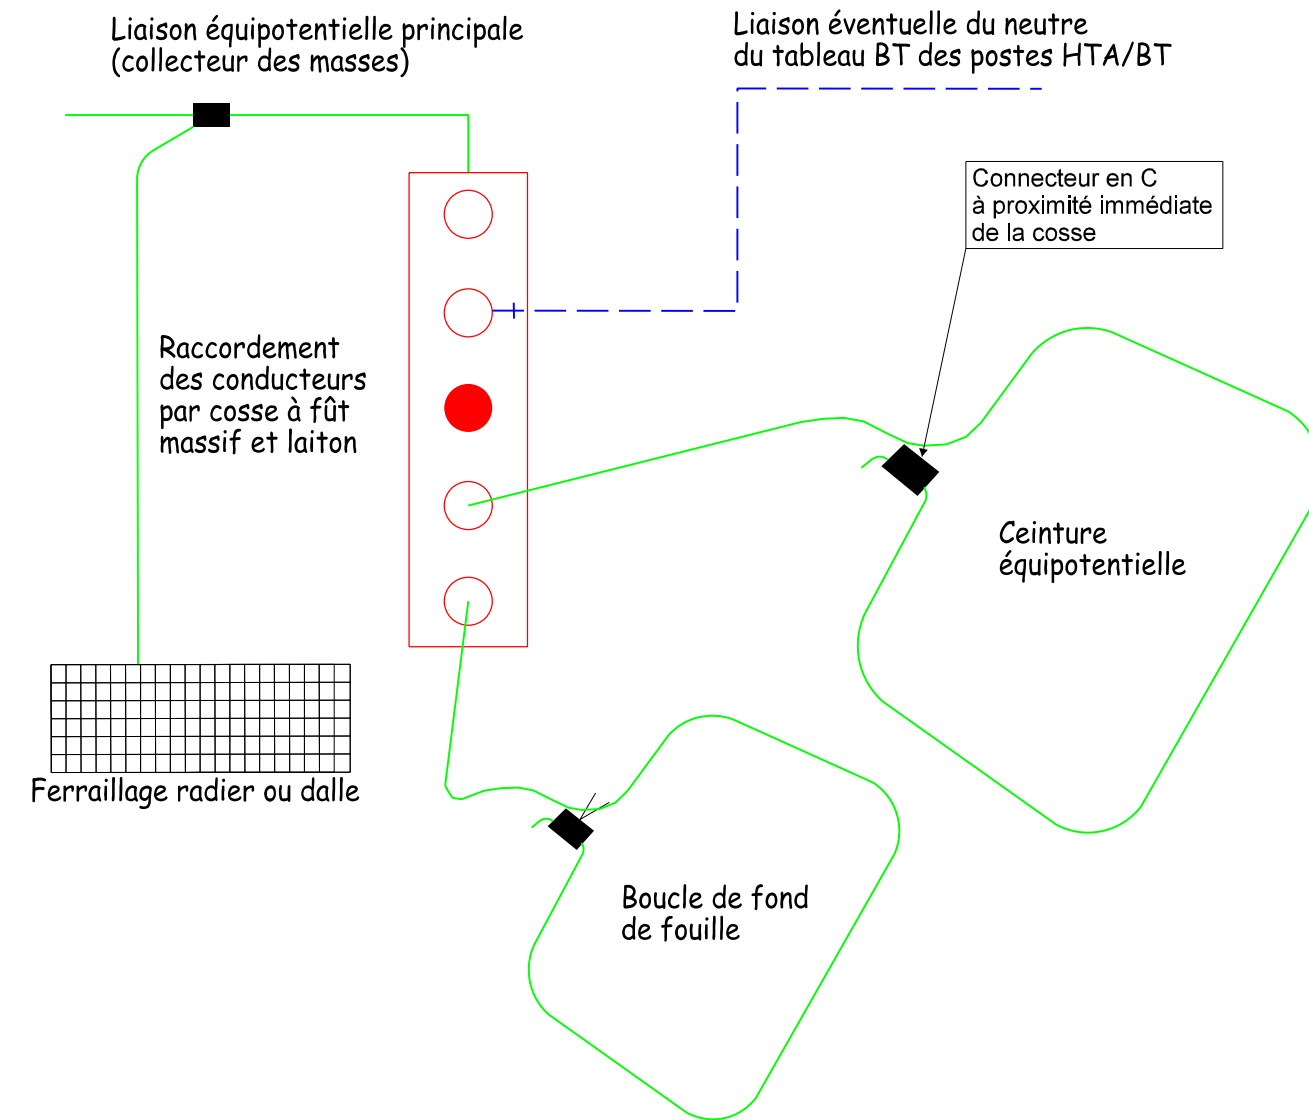 Liaison équipotentielle principale
(collecteur des masses)
Liaison éventuelle du neutre
du tableau BT des postes HTA/BT
Connecteur en C
à proximité immédiate
de la cosse
Raccordement
des conducteurs
par cosse à fût
massif et laiton
Ceinture
équipotentielle
Ferraillage radier ou dalle
Boucle de fond
de fouille